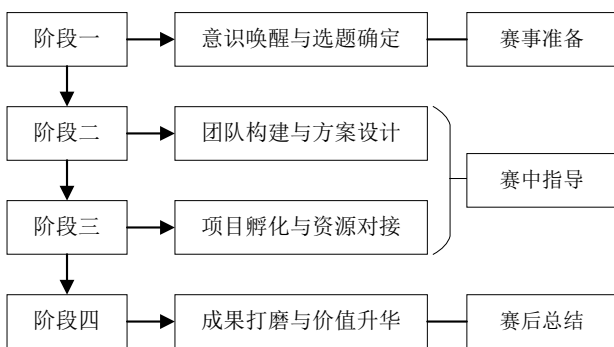 阶段一
意识唤醒与选题确定
赛事准备
阶段二
团队构建与方案设计
赛中指导
阶段三
项目孵化与资源对接
阶段四
成果打磨与价值升华
赛后总结